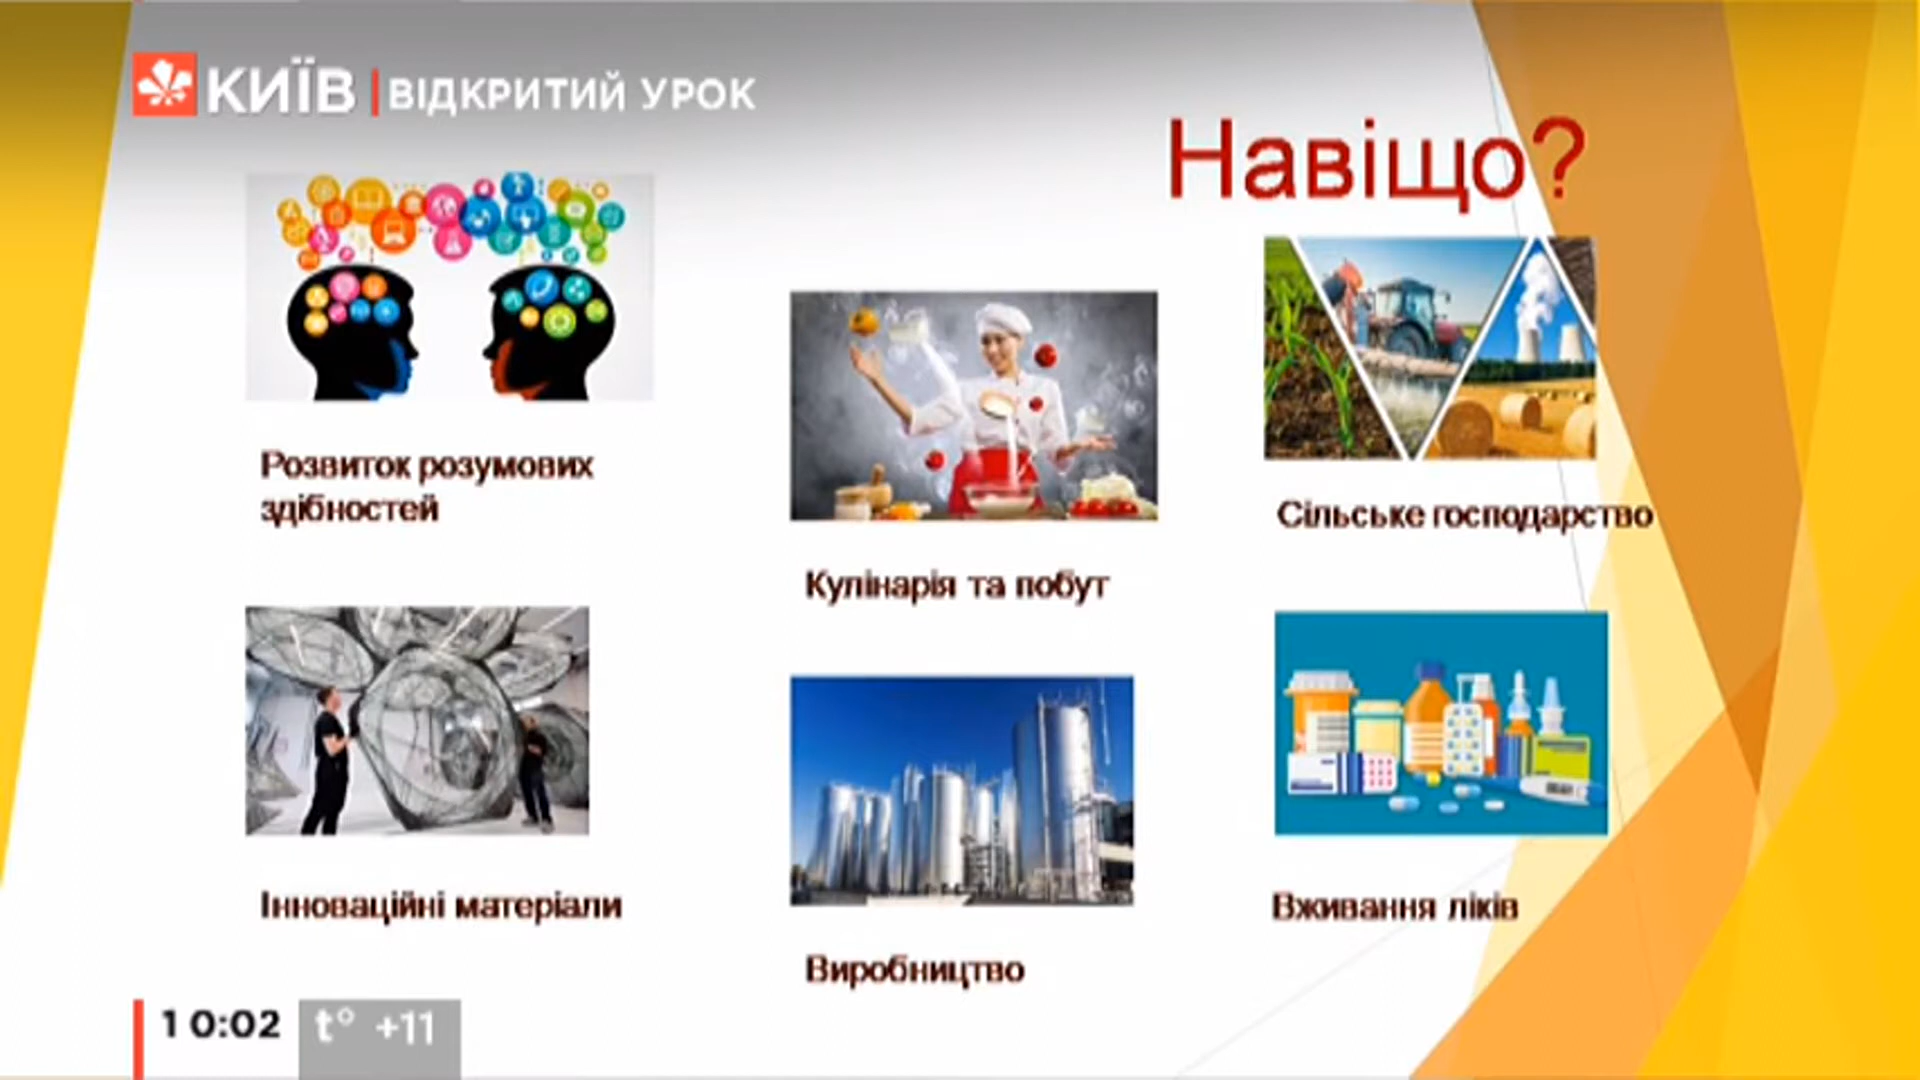 КИЇВ | ВІДКРИТИЙ УРОК
Навіщо?
Розвиток розумових
здібностей
Кулінарія та побут
Сільське господарство
Інноваційні матеріали
Виробництво
Вживання ліків
10:02 t° +11